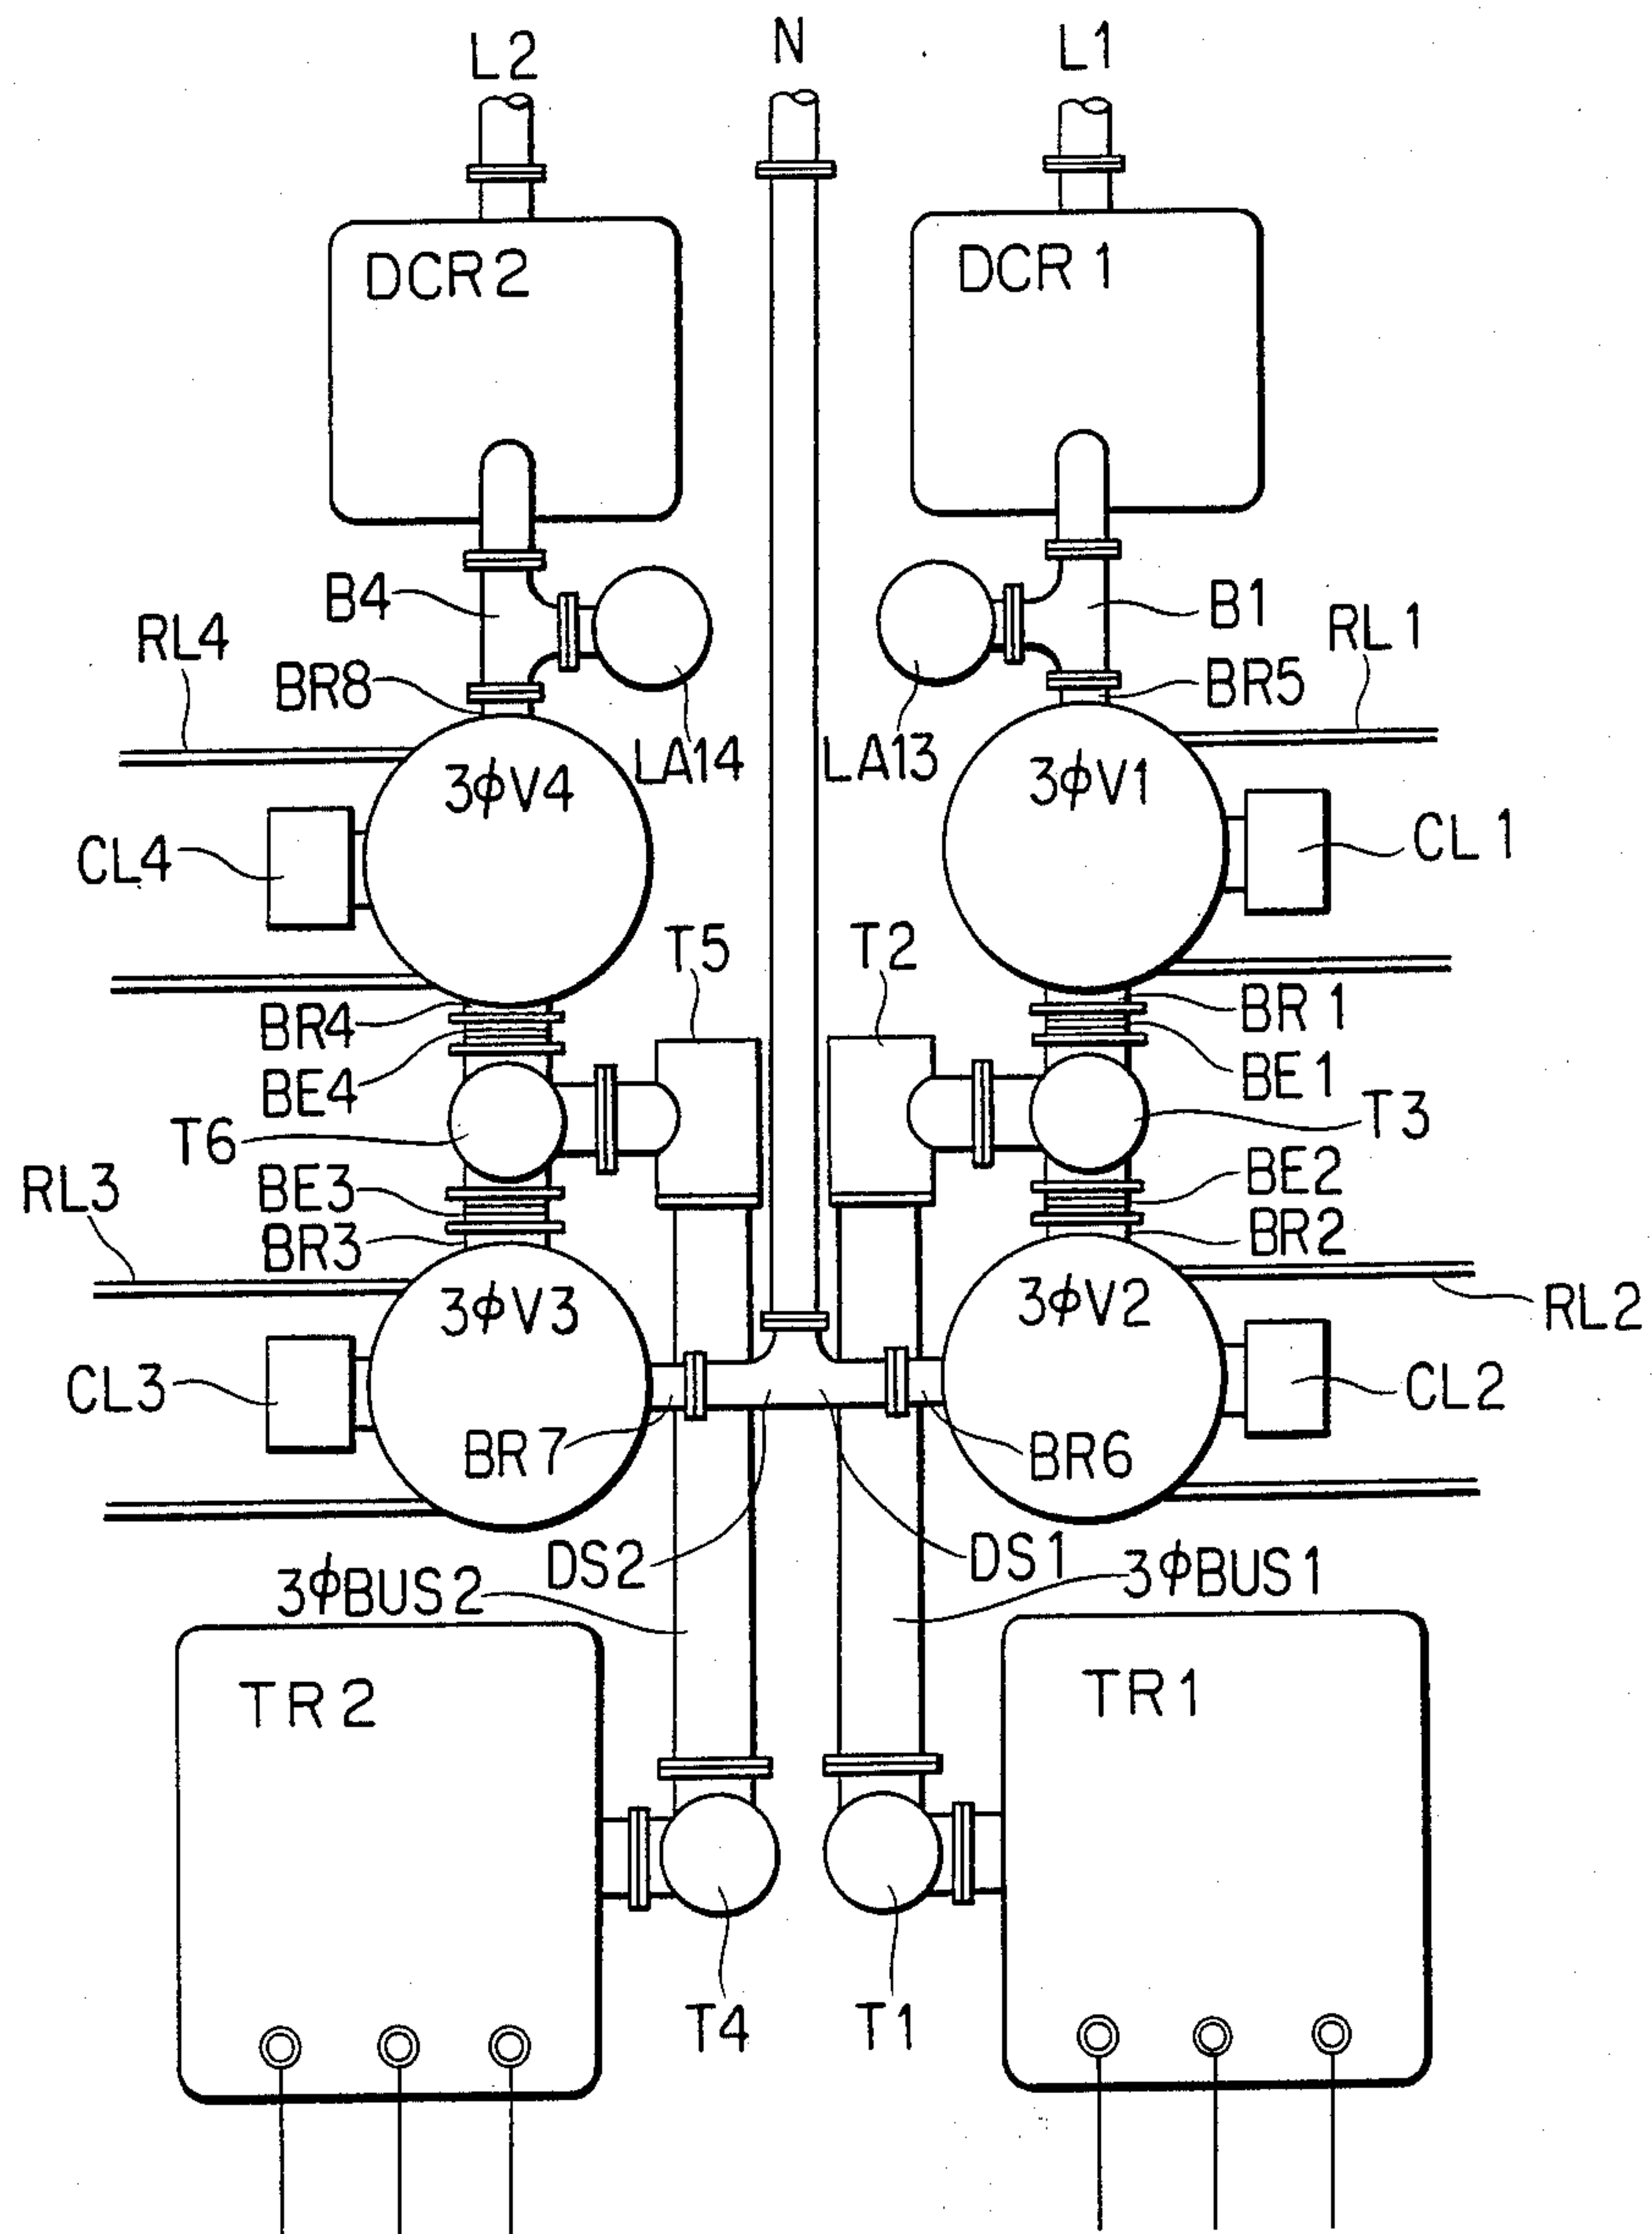 L2
N
L1
DCR2
DCR1
B4
B1
RL4
RL1
BR8
BR5
LA14
LA13
3ϕV4
3ϕV1
CL4
CL1
T5
T2
BR4
BR1
BE4
BE1
T6
T3
RL3
BE3
BE2
BR3
BR2
3ϕV3
3ϕV2
RL2
CL3
CL2
BR7
BR6
DS2
DS1
3ϕBUS2
3ϕBUS1
TR2
TR1
T4
T1